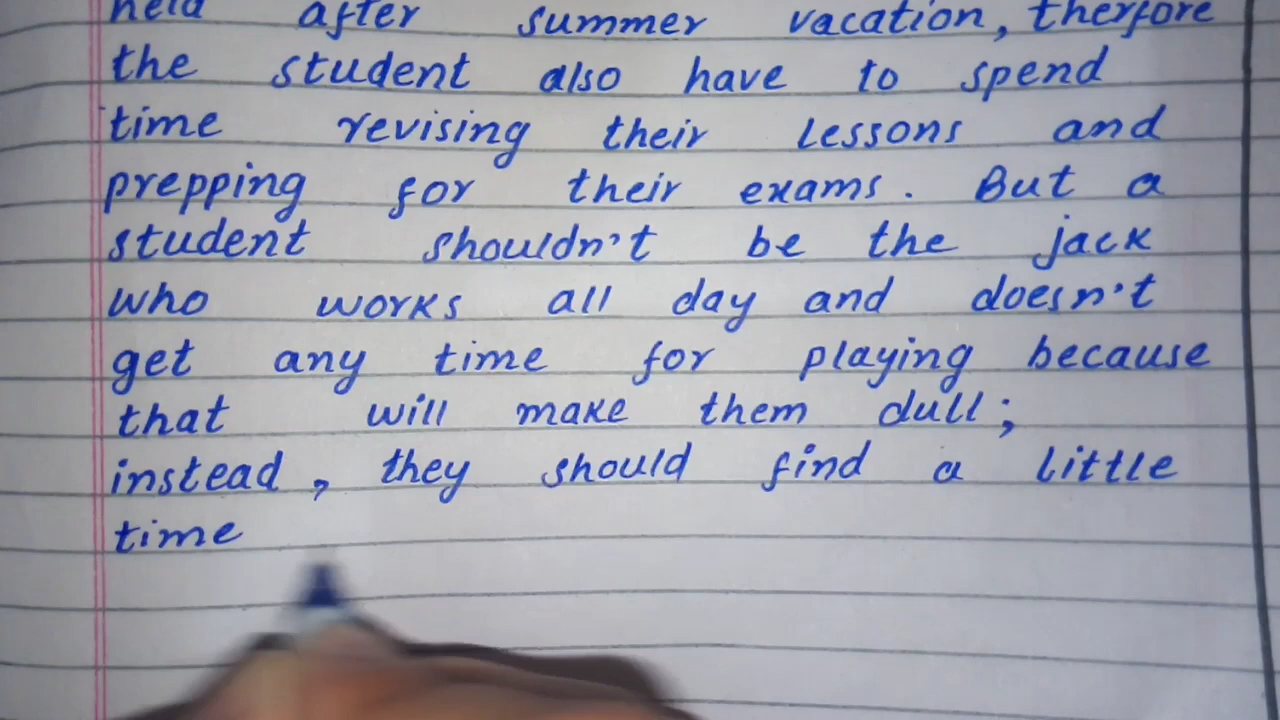 held after summer vacation, therfore
the student also have to spend
time revising their lessons and
prepping for their exams. But a
student shouldn't be the jack
who works all day and doesn't
get any time for playing because
that will make them dull;
instead, they should find a little
time